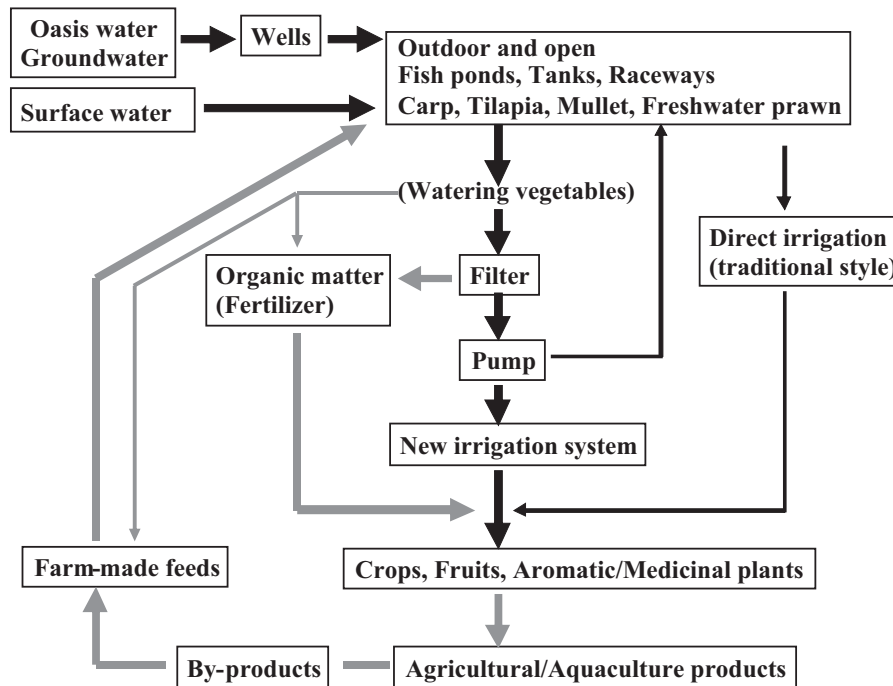 Oasis water
Groundwater
Wells
Outdoor and open
Fish ponds, Tanks, Raceways
Carp, Tilapia, Mullet, Freshwater prawn
Surface water
(Watering vegetables)
Direct irrigation
(traditional style)
Organic matter
(Fertilizer)
Filter
Pump
New irrigation system
Farm-made feeds
Crops, Fruits, Aromatic/Medicinal plants
By-products
Agricultural/Aquaculture products